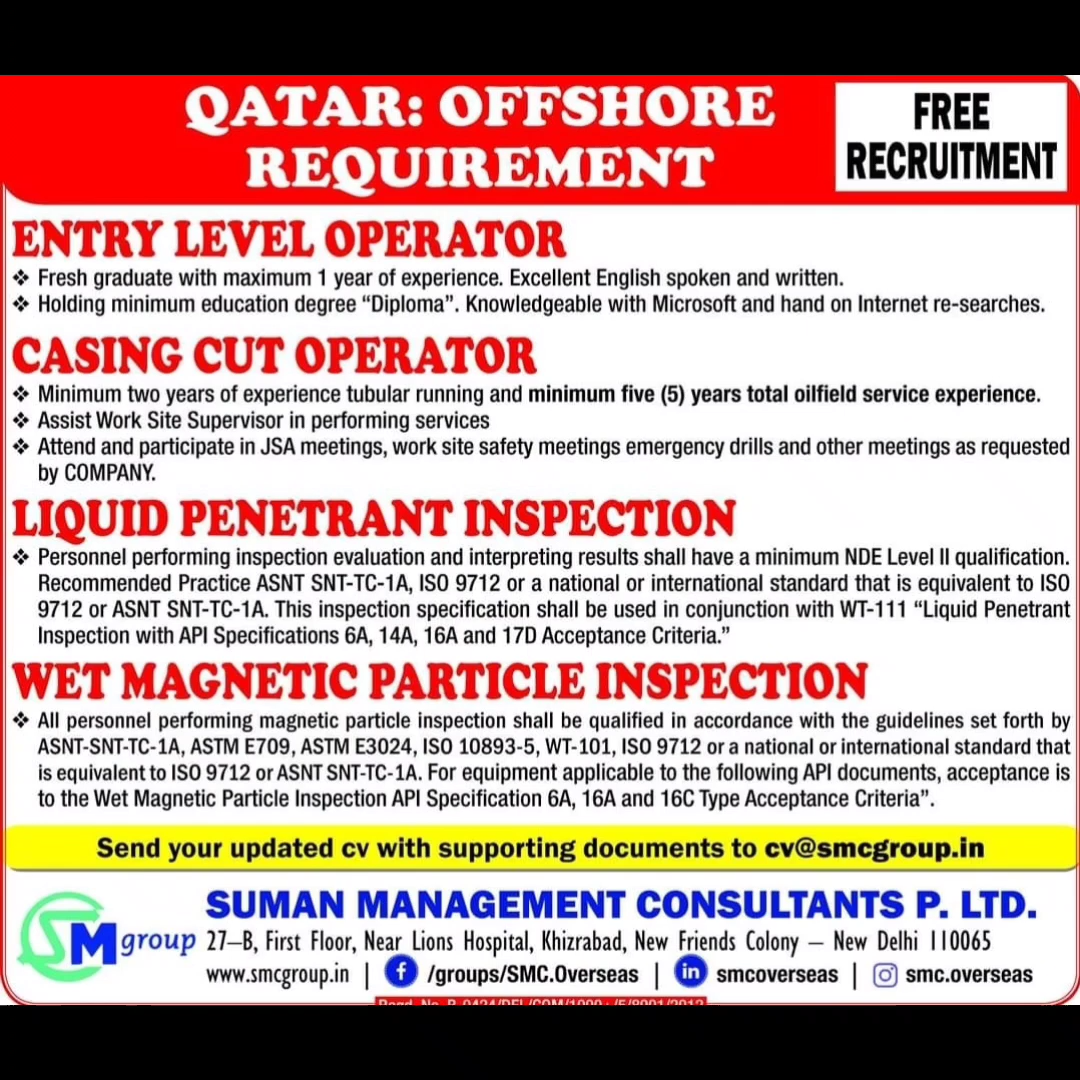 QATAR: OFFSHORE
REQUIREMENT
FREE
RECRUITMENT
ENTRY LEVEL OPERATOR
❖ Fresh graduate with maximum 1 year of experience. Excellent English spoken and written.
❖ Holding minimum education degree “Diploma”. Knowledgeable with Microsoft and hand on Internet re-searches.
CASING CUT OPERATOR
❖ Minimum two years of experience tubular running and minimum five (5) years total oilfield service experience.
❖ Assist Work Site Supervisor in performing services
❖ Attend and participate in JSA meetings, work site safety meetings emergency drills and other meetings as requested
by COMPANY.
LIQUID PENETRANT INSPECTION
❖ Personnel performing inspection evaluation and interpreting results shall have a minimum NDE Level II qualification.
Recommended Practice ASNT SNT-TC-1A, ISO 9712 or a national or international standard that is equivalent to ISO
9712 or ASNT SNT-TC-1A. This inspection specification shall be used in conjunction with WT-111 “Liquid Penetrant
Inspection with API Specifications 6A, 14A, 16A and 17D Acceptance Criteria.”
WET MAGNETIC PARTICLE INSPECTION
❖ All personnel performing magnetic particle inspection shall be qualified in accordance with the guidelines set forth by
ASNT-SNT-TC-1A, ASTM E709, ASTM E3024, ISO 10893-5, WT-101, ISO 9712 or a national or international standard that
is equivalent to ISO 9712 or ASNT SNT-TC-1A. For equipment applicable to the following API documents, acceptance is
to the Wet Magnetic Particle Inspection API Specification 6A, 16A and 16C Type Acceptance Criteria”.
Send your updated cv with supporting documents to cv@smcgroup.in
SM group
SUMAN MANAGEMENT CONSULTANTS P. LTD.
27–B, First Floor, Near Lions Hospital, Khizrabad, New Friends Colony – New Delhi 110065
www.smcgroup.in | f /groups/SMC.Overseas | in smcoverseas | smc.overseas